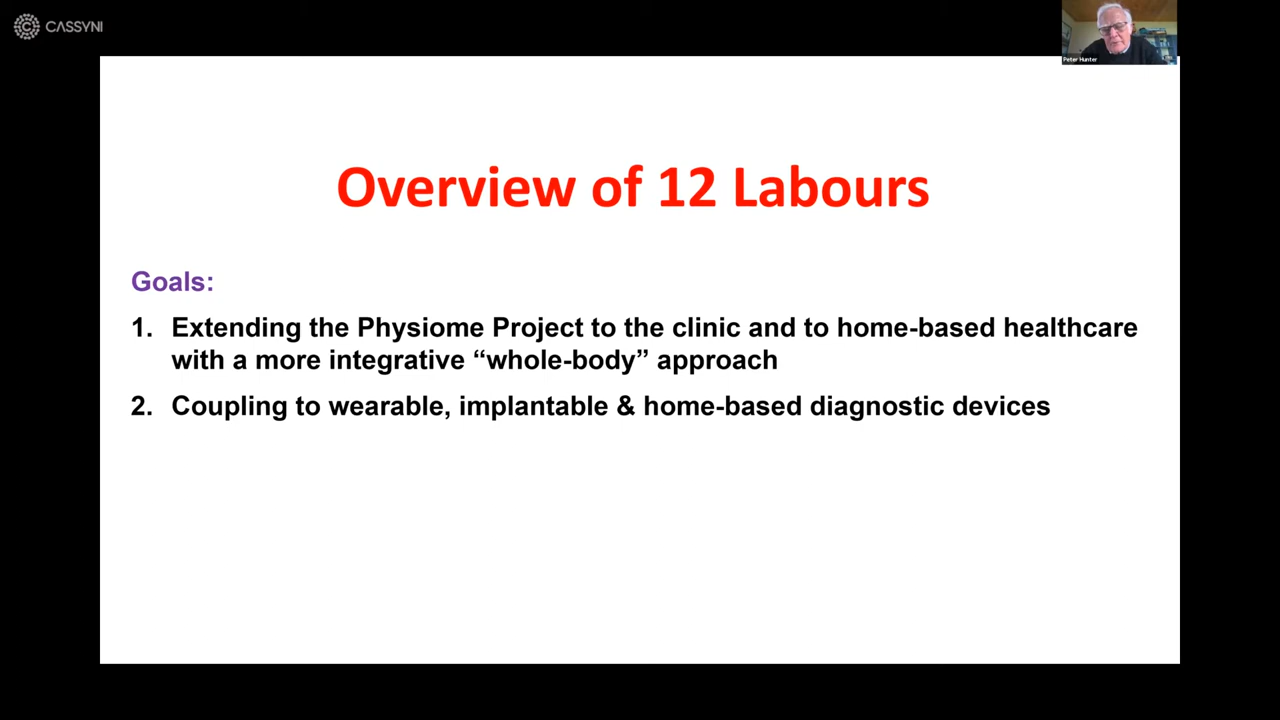 CASSYNI
Peter Hunter
Overview of 12 Labours
Goals:
1. Extending the Physiome Project to the clinic and to home-based healthcare
with a more integrative “whole-body” approach
2. Coupling to wearable, implantable & home-based diagnostic devices